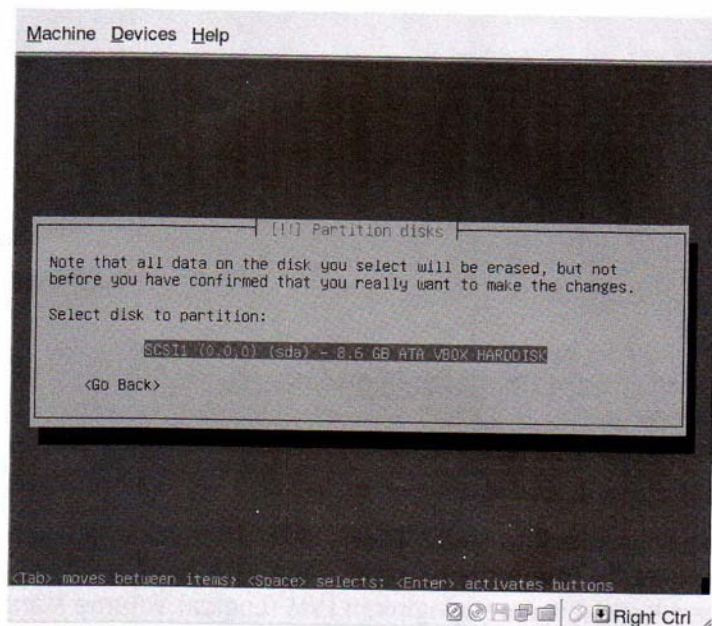 Machine Devices Help
[!!] Partition disks
Note that all data on the disk you select will be erased, but not
before you have confirmed that you really want to make the changes.
Select disk to partition:
SCSI1 (0,0,0) (sda) - 8.6 GB ATA VBOX HARDDISK
<Go Back>
<Tab> moves between items; <Space> selects; <Enter> activates buttons
Right Ctrl